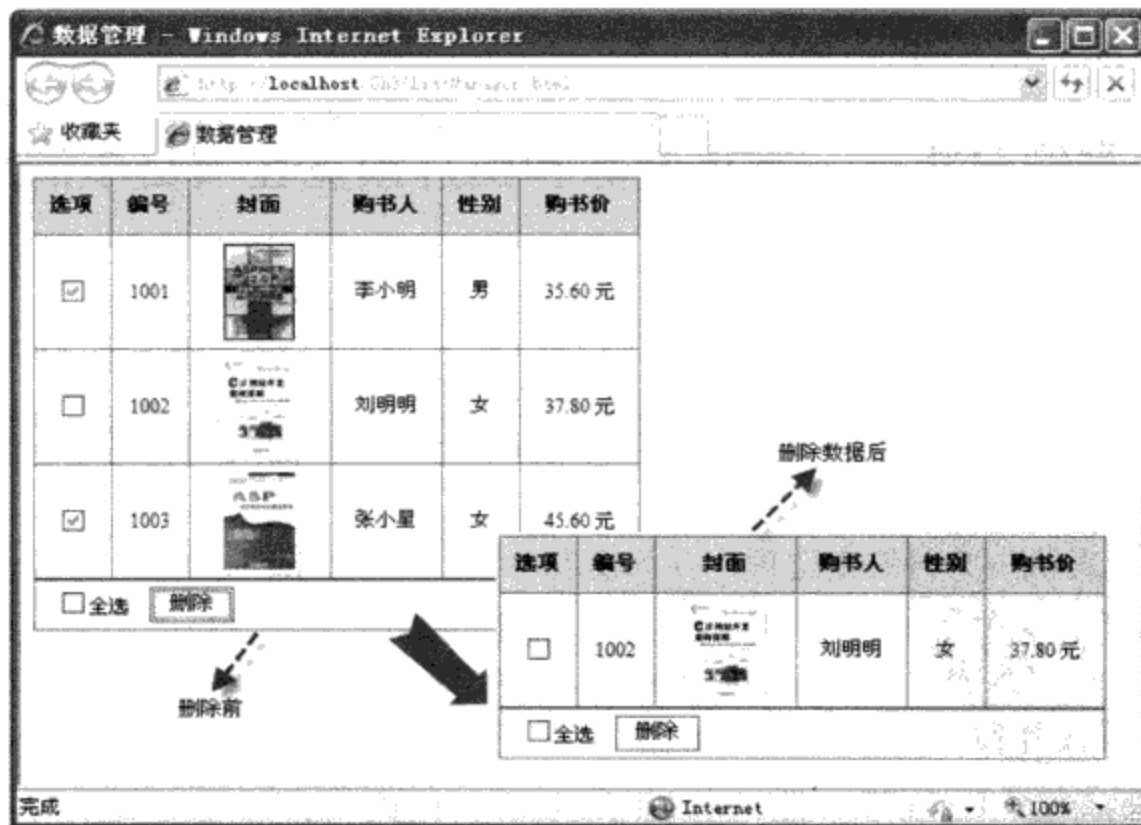 数据管理 - Windows Internet Explorer
localhost
收藏夹
数据管理
选项 编号 封面 购书人 性别 购书价
1001 李小明 男 35.60 元
1002 刘明明 女 37.80 元
ASP
1003 张小星 女 45.60 元
全选 删除
删除前
删除数据后
选项 编号 封面 购书人 性别 购书价
1002 刘明明 女 37.80 元
全选 删除
完成
Internet
100%